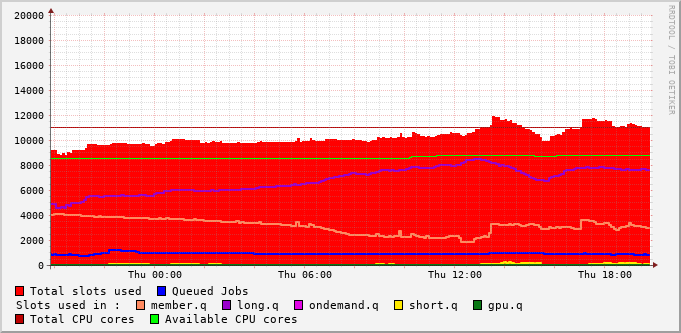 20000
18000
16000
14000
12000
10000
8000
6000
4000
2000
0
Thu 00:00 Thu 06:00 Thu 12:00 Thu 18:00
RRDTOOL / TOBI OETIKER
Total slots used Queued Jobs
Slots used in : member.q long.q ondemand.q short.q gpu.q
Total CPU cores Available CPU cores